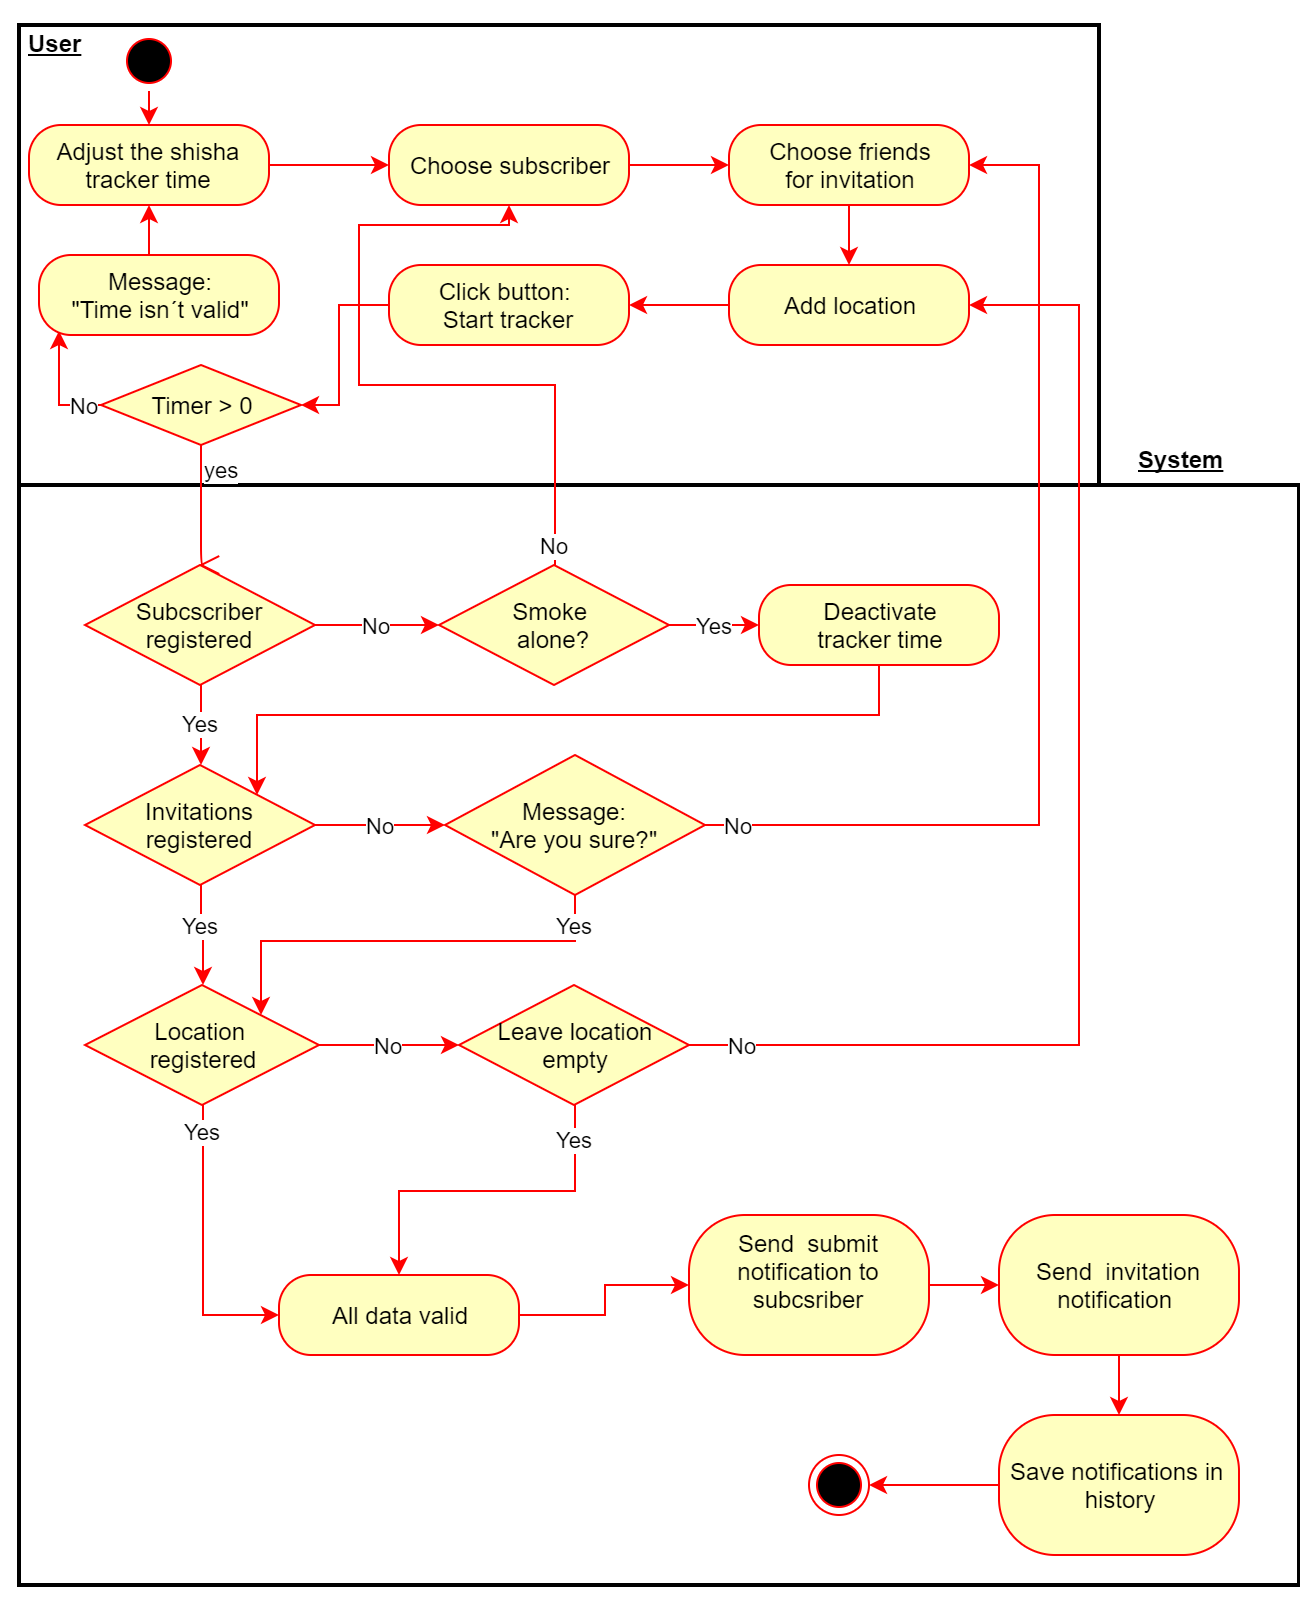 User
Adjust the shisha
tracker time
Choose subscriber
Choose friends
for invitation
Message:
"Time isn´t valid"
Click button:
Start tracker
Add location
No
Timer > 0
yes
System
No
Subcscriber
registered
No
Smoke
alone?
Yes
Deactivate
tracker time
Yes
Invitations
registered
No
Message:
"Are you sure?"
No
Yes
Yes
Location
registered
No
Leave location
empty
No
Yes
Yes
All data valid
Send  submit
notification to
subcsriber
Send  invitation
notification
Save notifications in
history